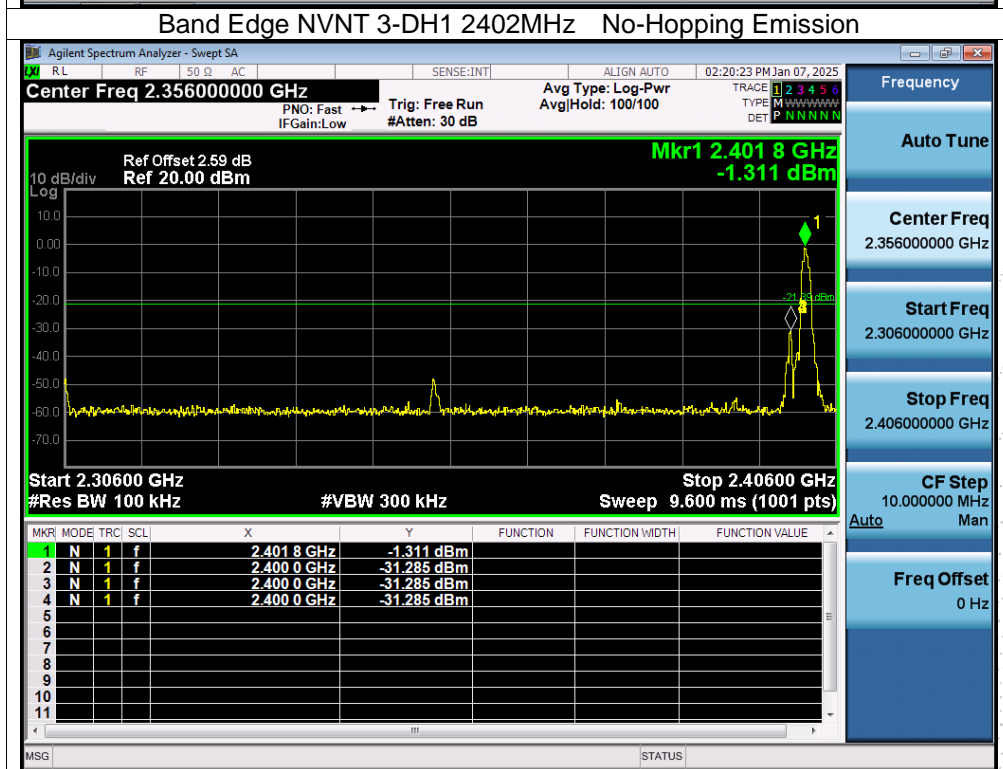 Band Edge NVNT 3-DH1 2402MHz No-Hopping Emission
Agilent Spectrum Analyzer - Swept SA
LXI RL RF 50 Ω AC SENSE:INT ALIGN AUTO 02:20:23 PM Jan 07, 2025
Center Freq 2.356000000 GHz
PNO: Fast
IFGain:Low
Trig: Free Run
#Atten: 30 dB
Avg Type: Log-Pwr
Avg|Hold: 100/100
TRACE 1 2 3 4 5 6
TYPE M WWWWW
DET P N N N N N
Ref Offset 2.59 dB
Ref 20.00 dBm
10 dB/div
Log
Mkr1 2.401 8 GHz
-1.311 dBm
10.0
0.00
-10.0
-20.0
-30.0
-40.0
-50.0
-60.0
-70.0
1
Start 2.30600 GHz
Stop 2.40600 GHz
#Res BW 100 kHz #VBW 300 kHz Sweep 9.600 ms (1001 pts)
MKR MODE TRC SCL X Y FUNCTION FUNCTION WIDTH FUNCTION VALUE
1 N 1 f 2.401 8 GHz -1.311 dBm
2 N 1 f 2.400 0 GHz -31.285 dBm
3 N 1 f 2.400 0 GHz -31.285 dBm
4 N 1 f 2.400 0 GHz -31.285 dBm
5
6
7
8
9
10
11
MSG STATUS
Frequency
Auto Tune
Center Freq
2.356000000 GHz
Start Freq
2.306000000 GHz
Stop Freq
2.406000000 GHz
CF Step
10.000000 MHz
Auto Man
Freq Offset
0 Hz